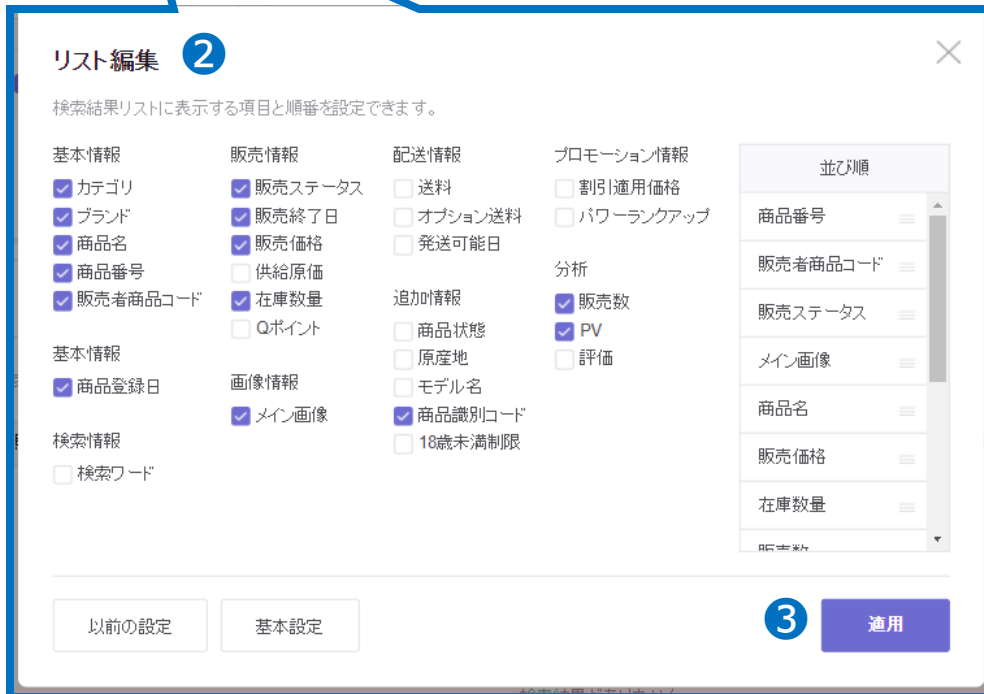 リスト編集 2
検索結果リストに表示する項目と順番を設定できます。
基本情報
カテゴリ
ブランド
商品名
商品番号
販売者商品コード
基本情報
商品登録日
検索情報
検索ワード
販売情報
販売ステータス
販売終了日
販売価格
供給原価
在庫数量
Qポイント
画像情報
メイン画像
配送情報
送料
オプション送料
発送可能日
追加情報
商品状態
原産地
モデル名
商品識別コード
18歳未満制限
プロモーション情報
割引適用価格
パワーランクアップ
分析
販売数
PV
評価
並び順
商品番号
販売者商品コード
販売ステータス
メイン画像
商品名
販売価格
在庫数量
販売数
以前の設定
基本設定
3
適用